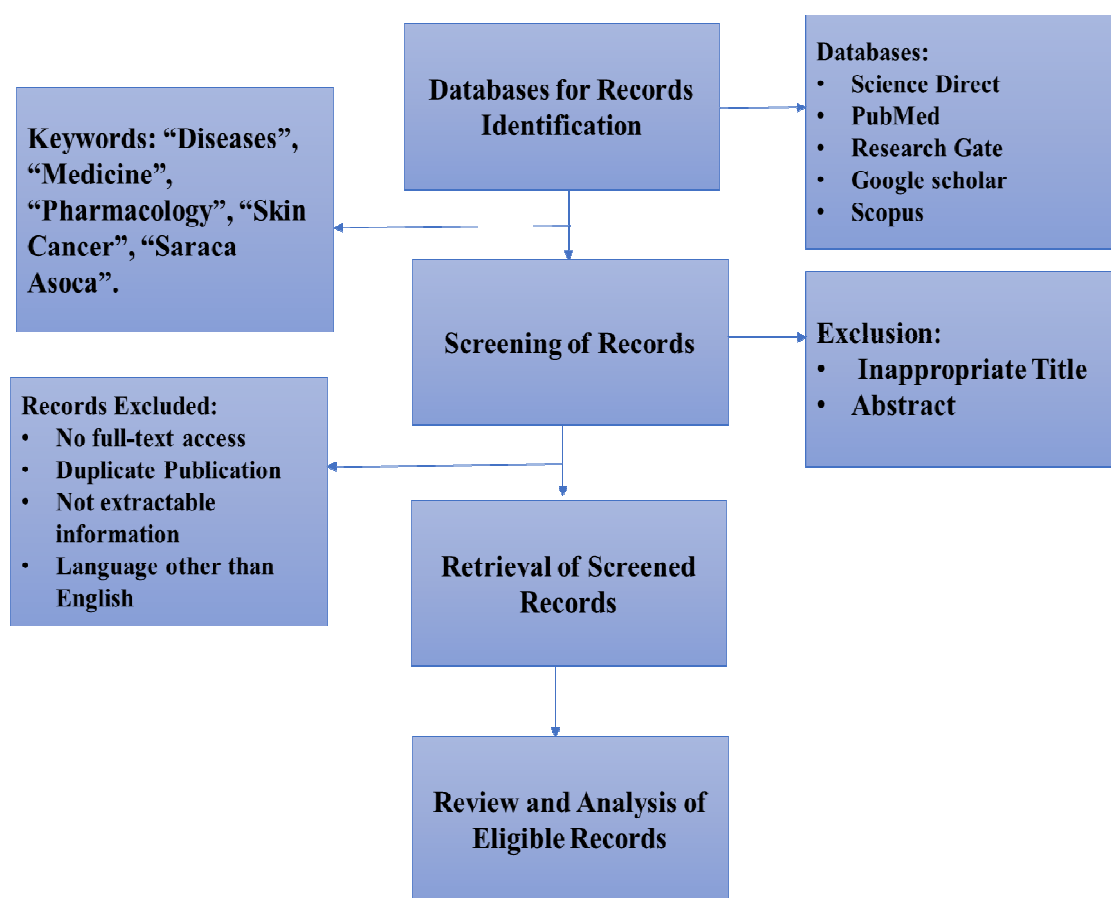 Databases for Records
Identification
Databases:
• Science Direct
• PubMed
• Research Gate
• Google scholar
• Scopus
Keywords: “Diseases”,
“Medicine”,
“Pharmacology”, “Skin
Cancer”, “Saraca
Asoca”.
Screening of Records
Exclusion:
• Inappropriate Title
• Abstract
Records Excluded:
• No full-text access
• Duplicate Publication
• Not extractable
information
• Language other than
English
Retrieval of Screened
Records
Review and Analysis of
Eligible Records